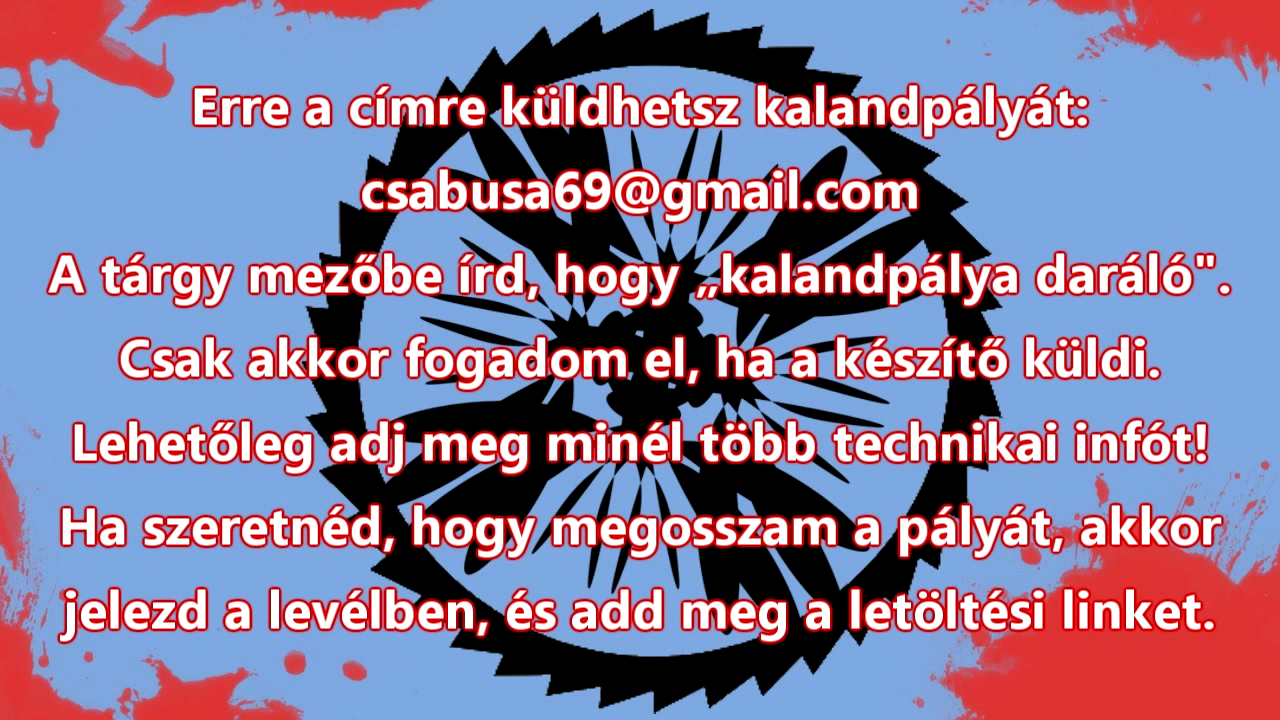 Erre a címre küldhetsz kalandpályát:
csabusa69@gmail.com
A tárgy mezőbe írd, hogy „kalandpálya daráló".
Csak akkor fogadom el, ha a készítő küldi.
Lehetőleg adj meg minél több technikai infót!
Ha szeretnéd, hogy megosszam a pályát, akkor
jelezd a levélben, és add meg a letöltési linket.